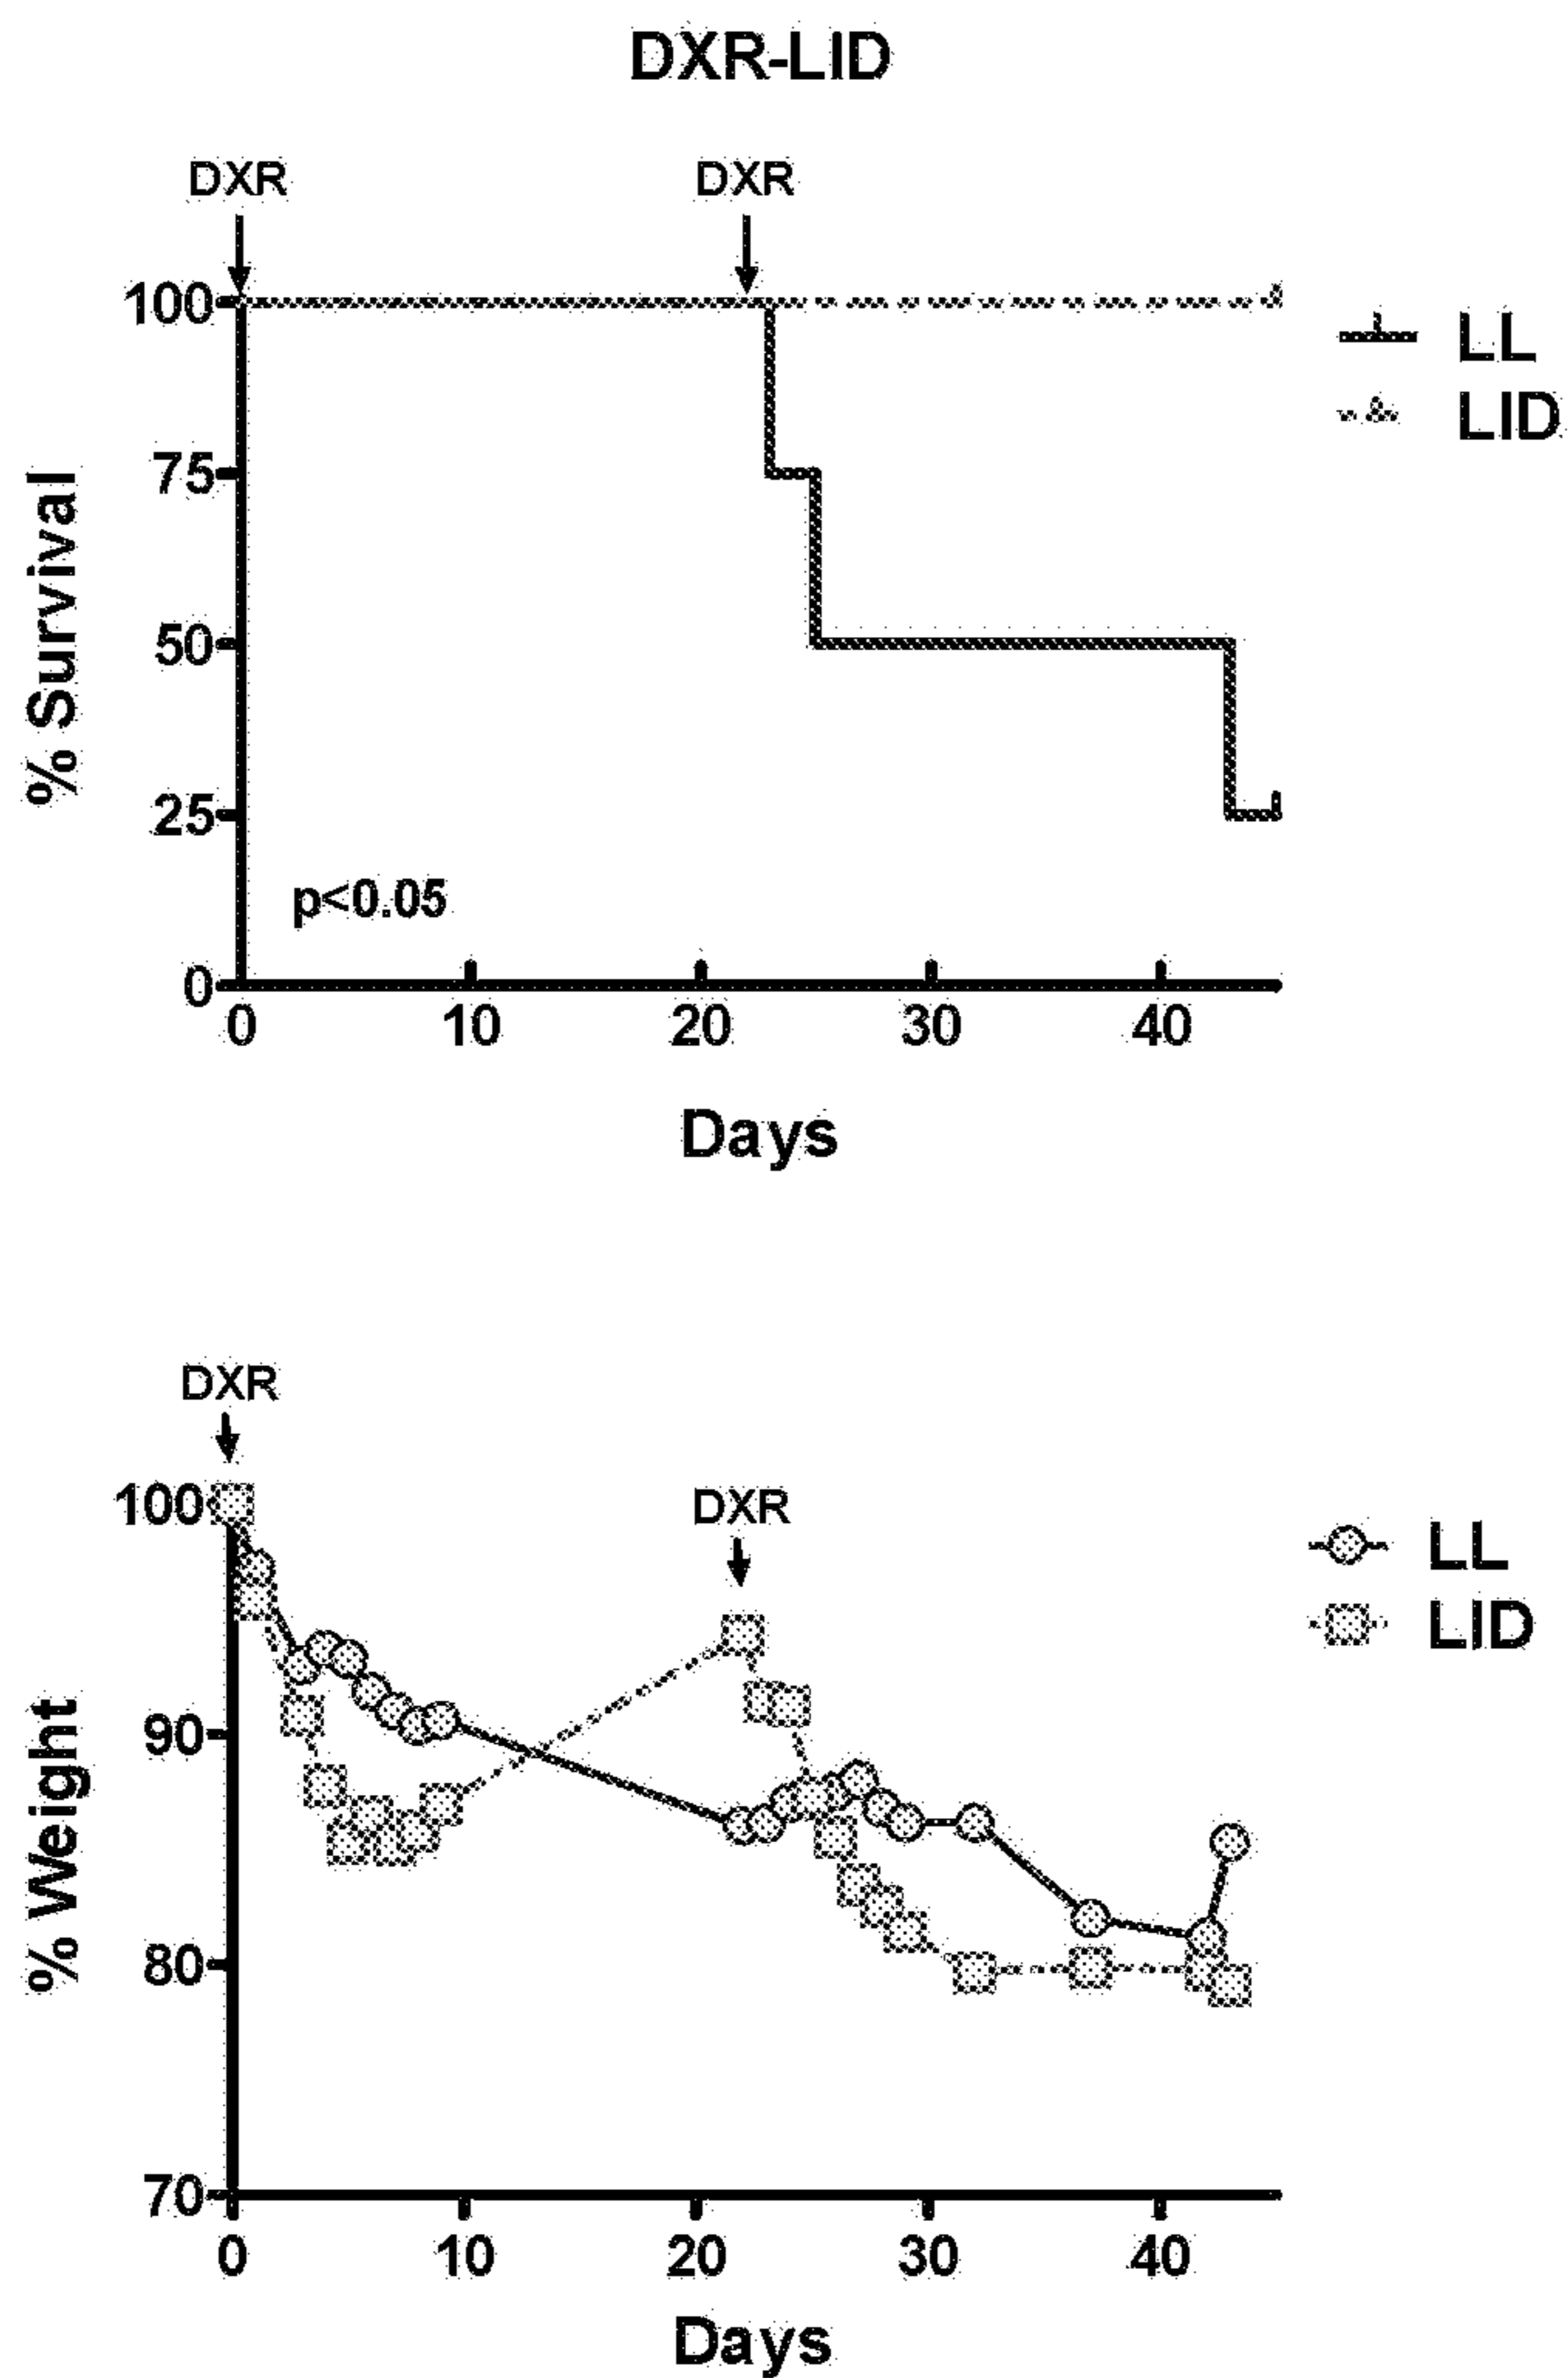 DXR-LID
DXR DXR
100
75
50
25
0
% Survival
p<0.05
LL
LID
0 10 20 30 40
Days
DXR
DXR
100
90
80
70
% Weight
LL
LID
0 10 20 30 40
Days